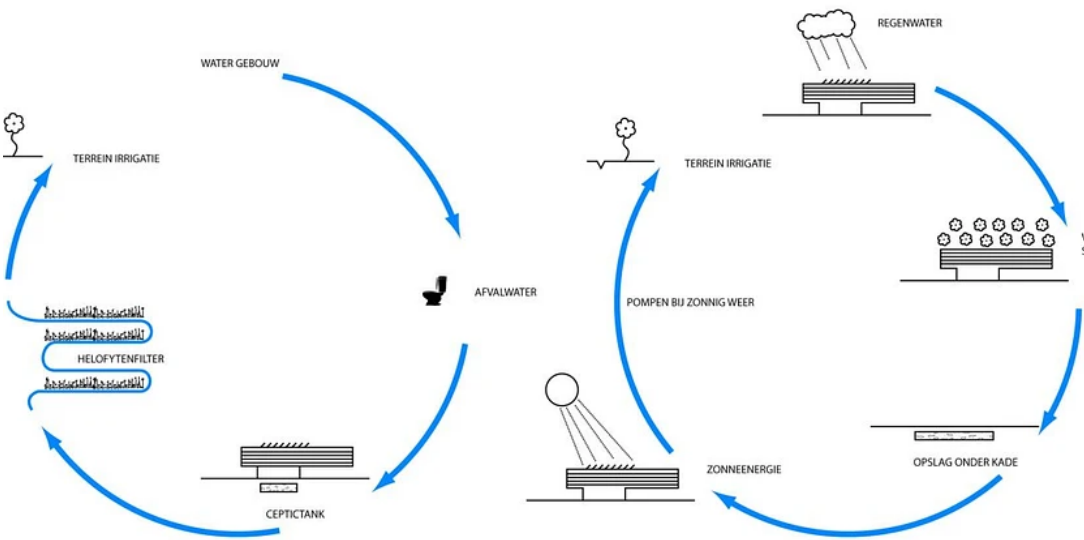 WATER GEBOUW
TERREIN IRRIGATIE
AFVALWATER
HELOFYTENFILTER
CEPTICTANK
REGENWATER
TERREIN IRRIGATIE
POMPEN BIJ ZONNIG WEER
OPSLAG ONDER KADE
ZONNEENERGIE